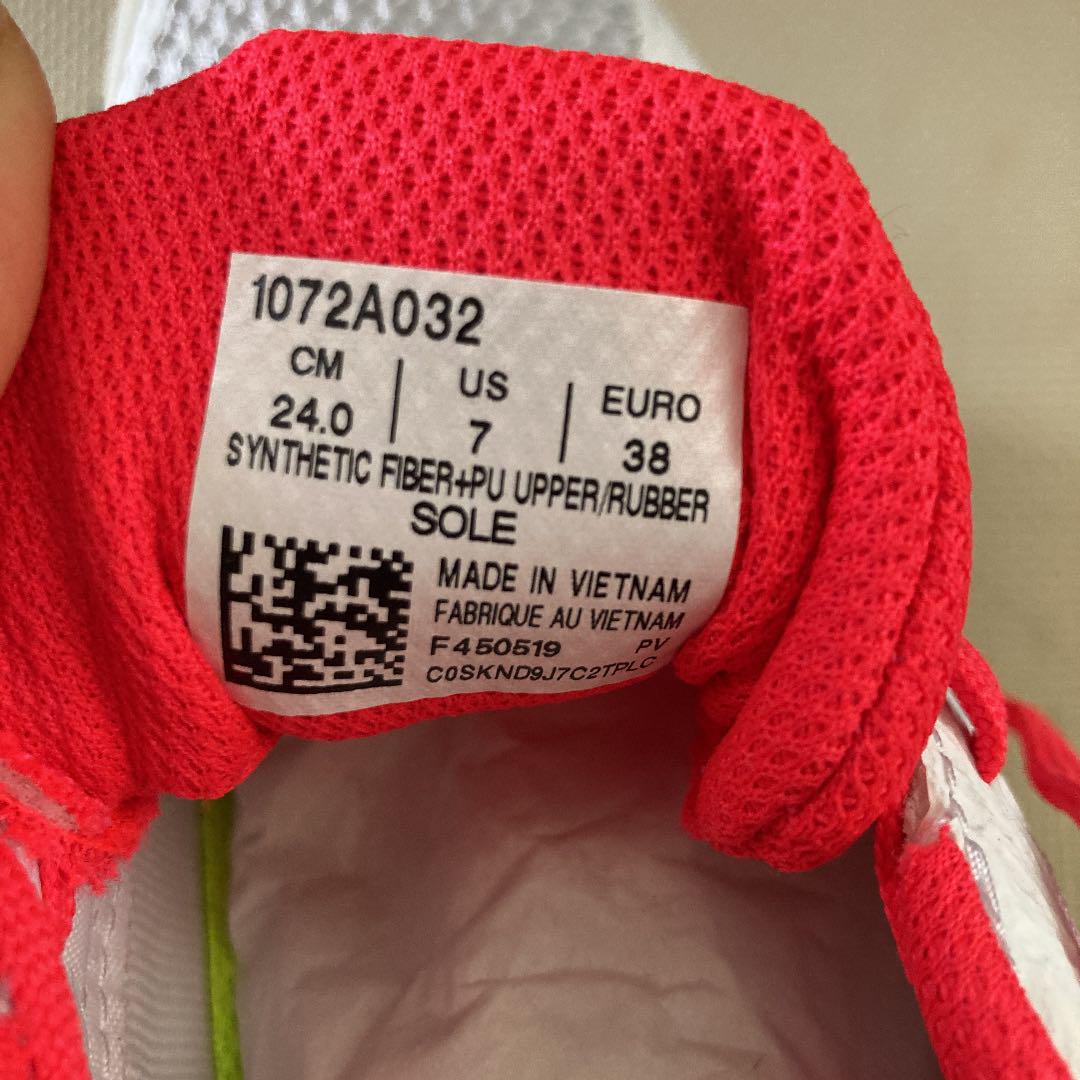 1072A032
CM | US | EURO
24.0 | 7 | 38
SYNTHETIC FIBER+PU UPPER/RUBBER
SOLE
MADE IN VIETNAM
FABRIQUE AU VIETNAM
F450519 PV
C0SKND9J7C2TPLC